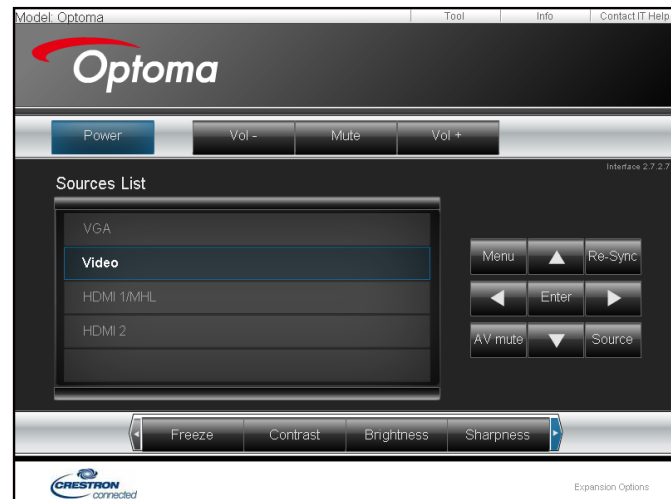 Model: Optoma Tool Info Contact IT Help
Optoma
Power Vol - Mute Vol +
Interface 2.7.2.7
Sources List
VGA
Video
HDMI 1/MHL
HDMI 2
Menu Re-Sync
Enter
AV mute Source
Freeze Contrast Brightness Sharpness
CRESTRON
connected
Expansion Options